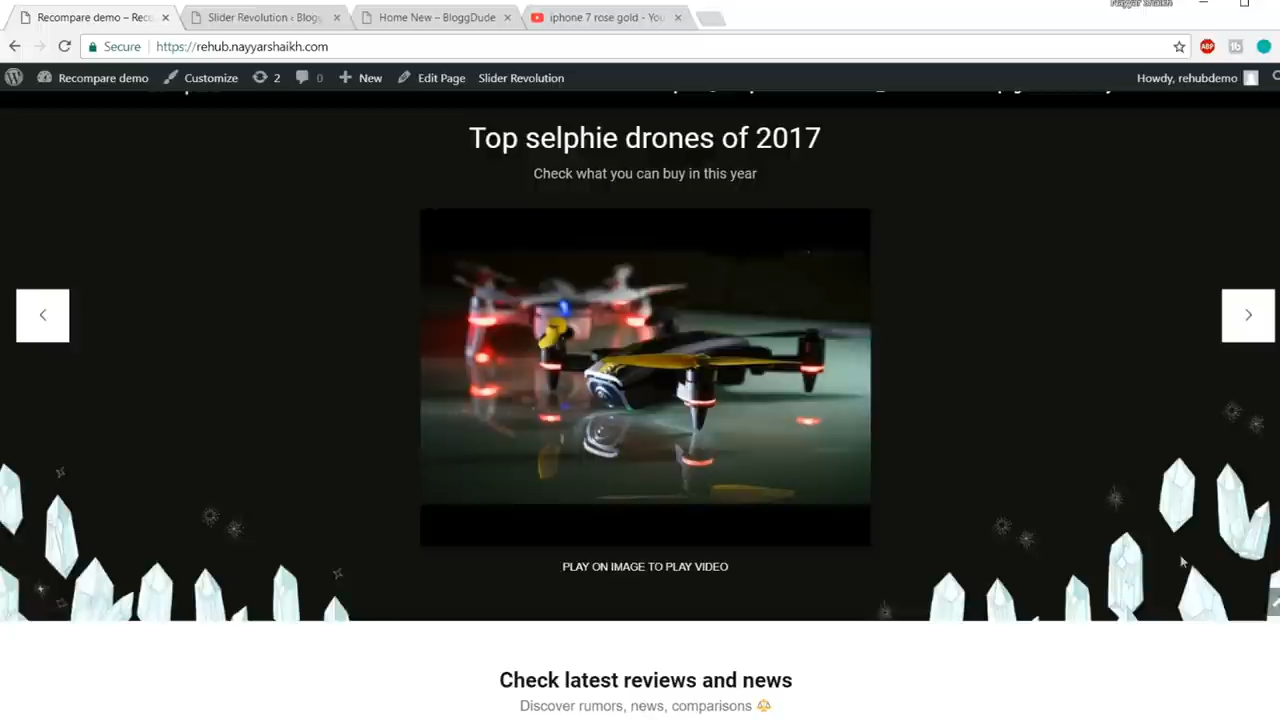 Nayyar Shaikh
Recompare demo – Rec
Slider Revolution ‹ Blogg
Home New – BloggDude
iphone 7 rose gold - You
Secure
https://rehub.nayyarshaikh.com
ABP
Recompare demo
Customize
2
0
New
Edit Page
Slider Revolution
Howdy, rehubdemo
Top selphie drones of 2017
Check what you can buy in this year
PLAY ON IMAGE TO PLAY VIDEO
Check latest reviews and news
Discover rumors, news, comparisons